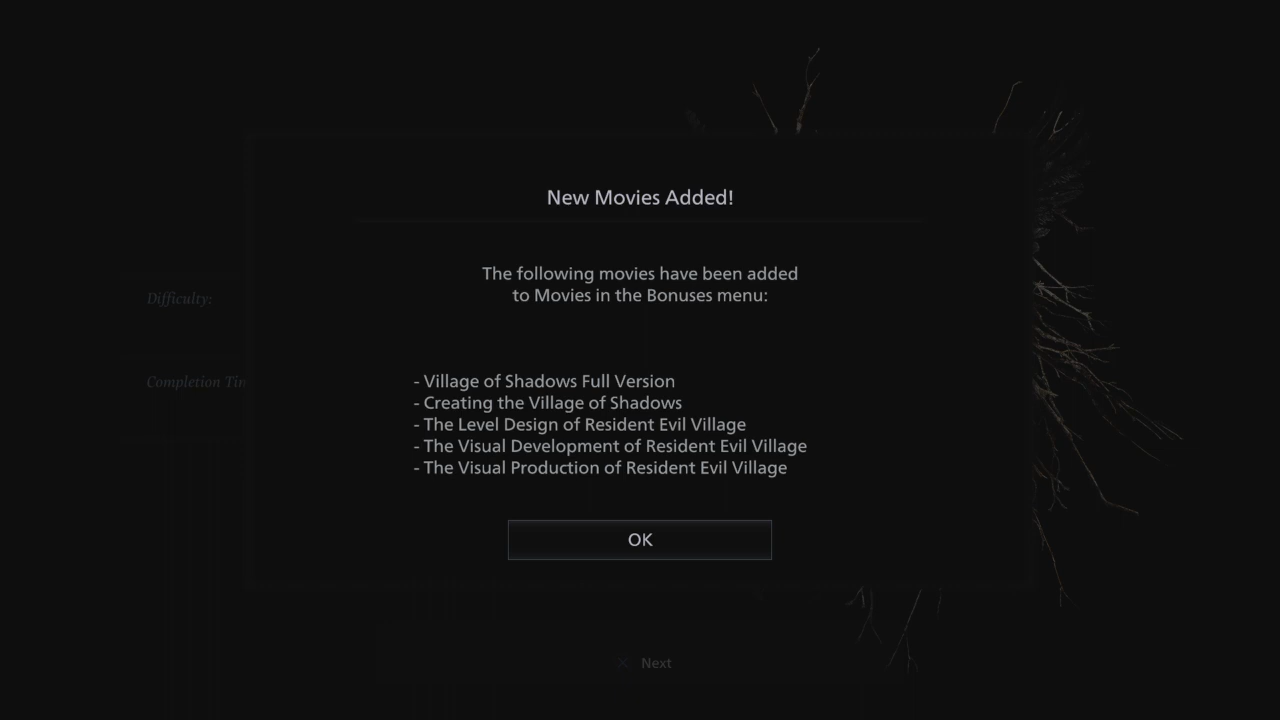 New Movies Added!
The following movies have been added
to Movies in the Bonuses menu:
Difficulty:
Completion Tim
- Village of Shadows Full Version
- Creating the Village of Shadows
- The Level Design of Resident Evil Village
- The Visual Development of Resident Evil Village
- The Visual Production of Resident Evil Village
OK
Next